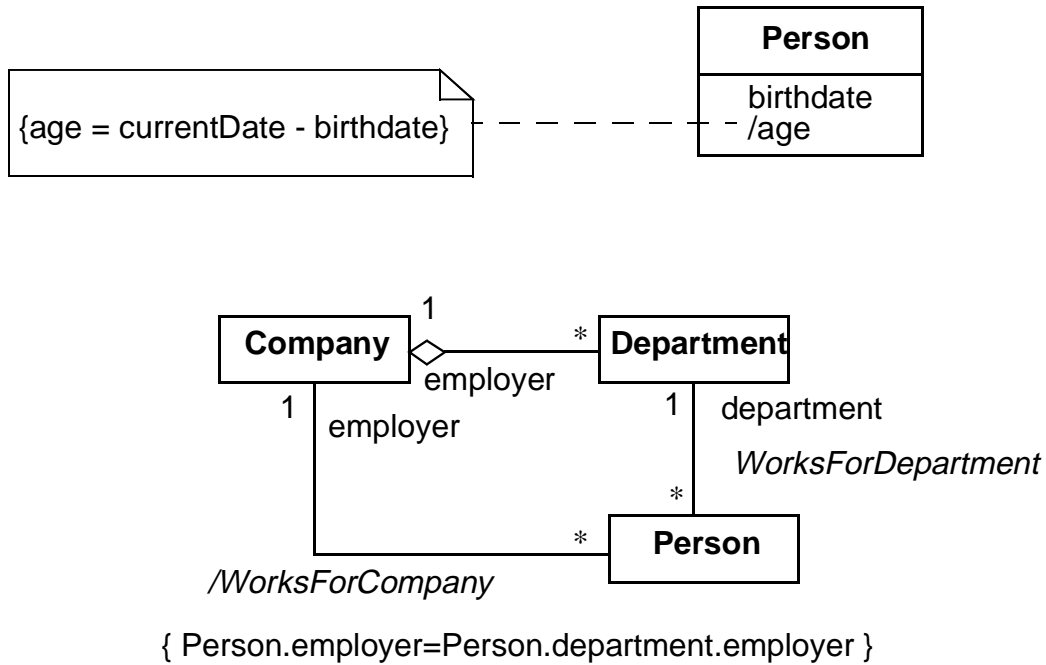 Person
birthdate
/age
{age = currentDate - birthdate}
1
Company
*
Department
employer
1
employer
1
department
WorksForDepartment
*
*
Person
/WorksForCompany
{ Person.employer=Person.department.employer }